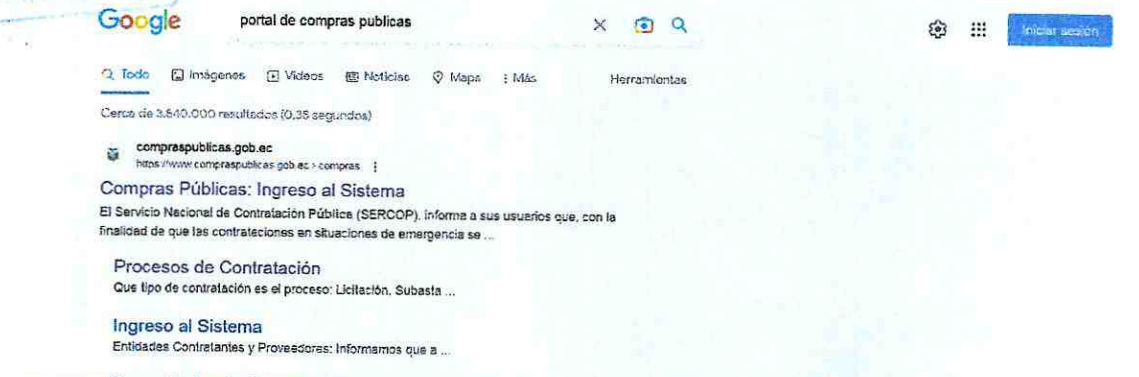 Google portal de compras publicas Iniciar sesión
Todo Imágenes Videos Noticias Maps Más Herramientas
Cerca de 3.640.000 resultados (0,35 segundos)
compraspublicas.gob.ec
https://www.compraspublicas.gob.ec › compras
Compras Públicas: Ingreso al Sistema
El Servicio Nacional de Contratación Pública (SERCOP), informa a sus usuarios que, con la
finalidad de que las contrataciones en situaciones de emergencia se ...
Procesos de Contratación
Que tipo de contratación es el proceso: Licitación, Subasta ...
Ingreso al Sistema
Entidades Contratantes y Proveedores: Informamos que a ...